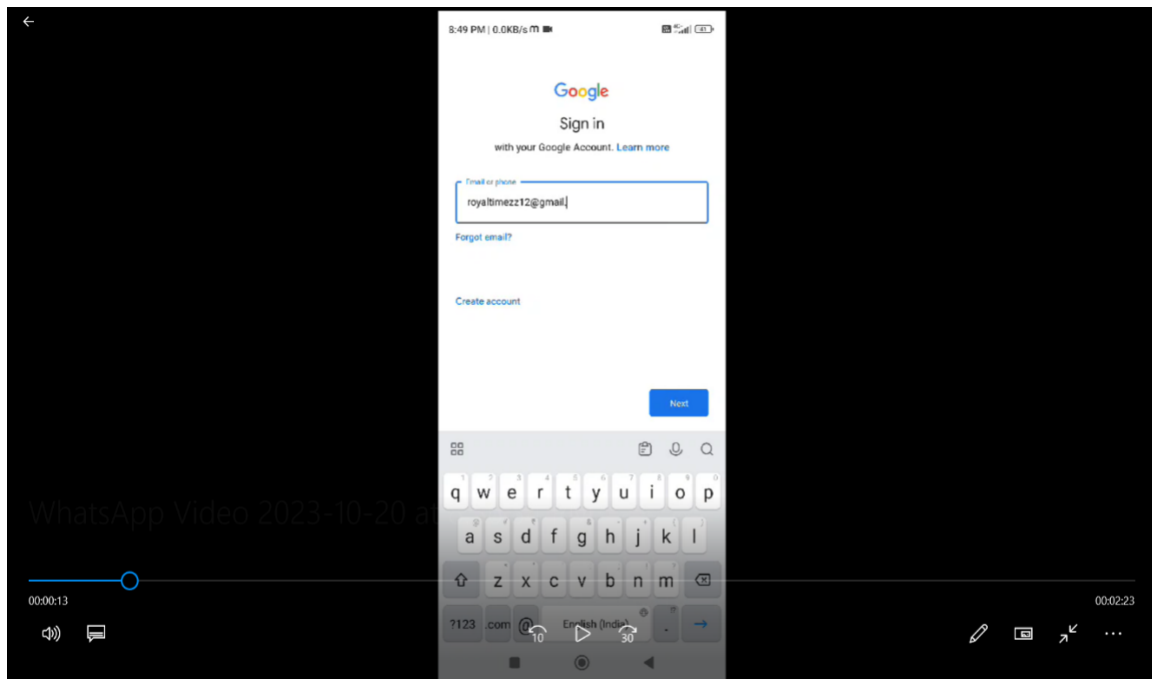 8:49 PM | 0.0KB/s
Google
Sign in
with your Google Account. Learn more
Email or phone
royaltimezz12@gmail.
Forgot email?
Create account
Next
q w e r t y u i o p
WhatsApp Video 2023-10-20 at
a s d f g h j k l
z x c v b n m
00:00:13
00:02:23
?123 .com @ English (India) . →
10
30